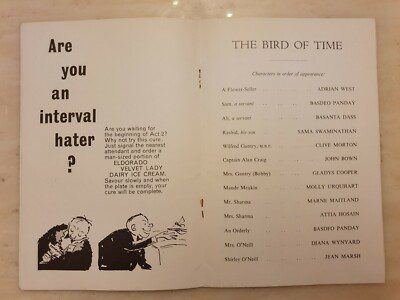 Are
you
an
interval
hater
?
Are you waiting for
the beginning of Act 2?
Why not try this cure.
Just signal the nearest
attendant and order a
man-sized portion of
ELDORADO
VELVET LADY
DAIRY ICE CREAM.
Savour slowly and when
the plate is empty, your
cure will be complete.
THE BIRD OF TIME
Characters in order of appearance:
A Flower-Seller .. .. ADRIAN WEST
Sam, a servant .. .. BASDEO PANDAY
Ali, a servant .. .. BASANTA DASS
Rashid, his son .. SAMA SWAMINATHAN
Wilfred Guntry, M.B.E. .. CLIVE MORTON
Captain Alan Craig .. JOHN BOWN
Mrs. Guntry (Bobby) .. GLADYS COOPER
Maude Meakin .. MOLLY URQUHART
Mr. Sharma .. MARNE MAITLAND
Mrs. Sharma .. ATTIA HOSAIN
An Orderly .. BASDEO PANDAY
Mrs. O'Neill .. DIANA WYNYARD
Shirley O'Neill .. JEAN MARSH